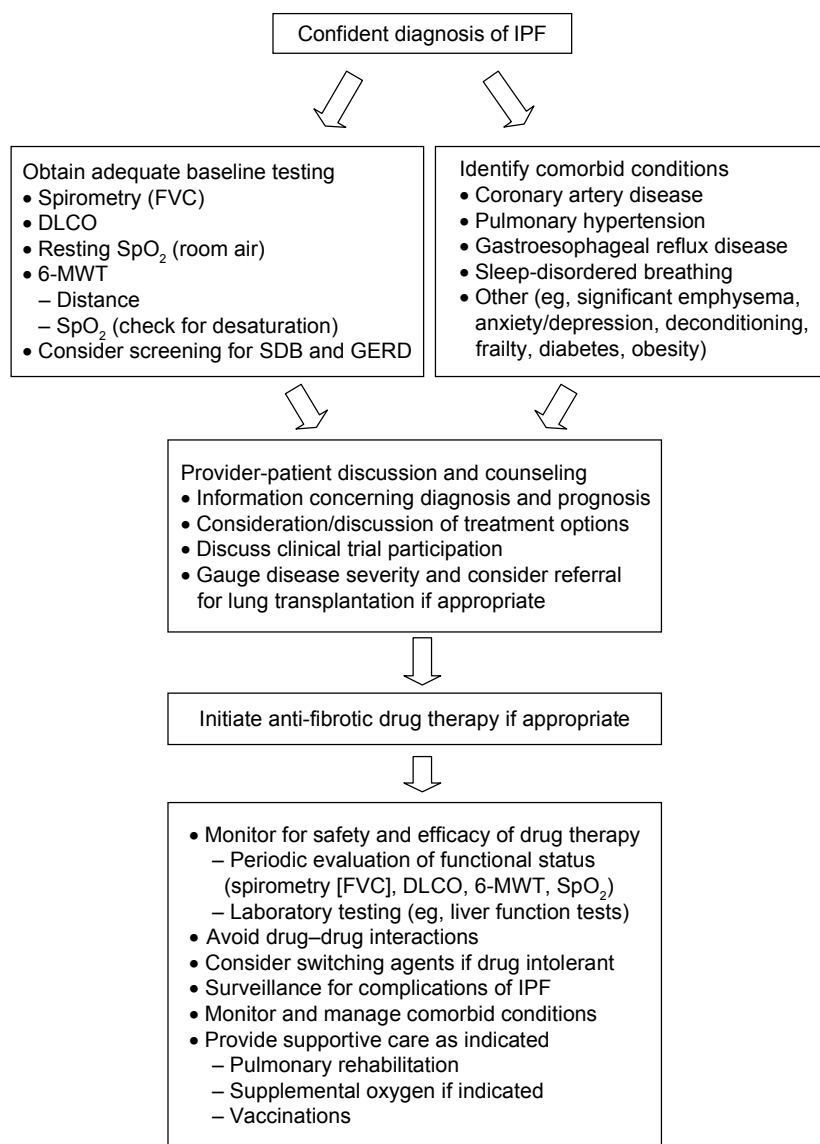 Confident diagnosis of IPF
Obtain adequate baseline testing
• Spirometry (FVC)
• DLCO
• Resting SpO₂ (room air)
• 6-MWT
– Distance
– SpO₂ (check for desaturation)
• Consider screening for SDB and GERD
Identify comorbid conditions
• Coronary artery disease
• Pulmonary hypertension
• Gastroesophageal reflux disease
• Sleep-disordered breathing
• Other (eg, significant emphysema,
anxiety/depression, deconditioning,
frailty, diabetes, obesity)
Provider-patient discussion and counseling
• Information concerning diagnosis and prognosis
• Consideration/discussion of treatment options
• Discuss clinical trial participation
• Gauge disease severity and consider referral
for lung transplantation if appropriate
Initiate anti-fibrotic drug therapy if appropriate
• Monitor for safety and efficacy of drug therapy
– Periodic evaluation of functional status
(spirometry [FVC], DLCO, 6-MWT, SpO₂)
– Laboratory testing (eg, liver function tests)
• Avoid drug–drug interactions
• Consider switching agents if drug intolerant
• Surveillance for complications of IPF
• Monitor and manage comorbid conditions
• Provide supportive care as indicated
– Pulmonary rehabilitation
– Supplemental oxygen if indicated
– Vaccinations